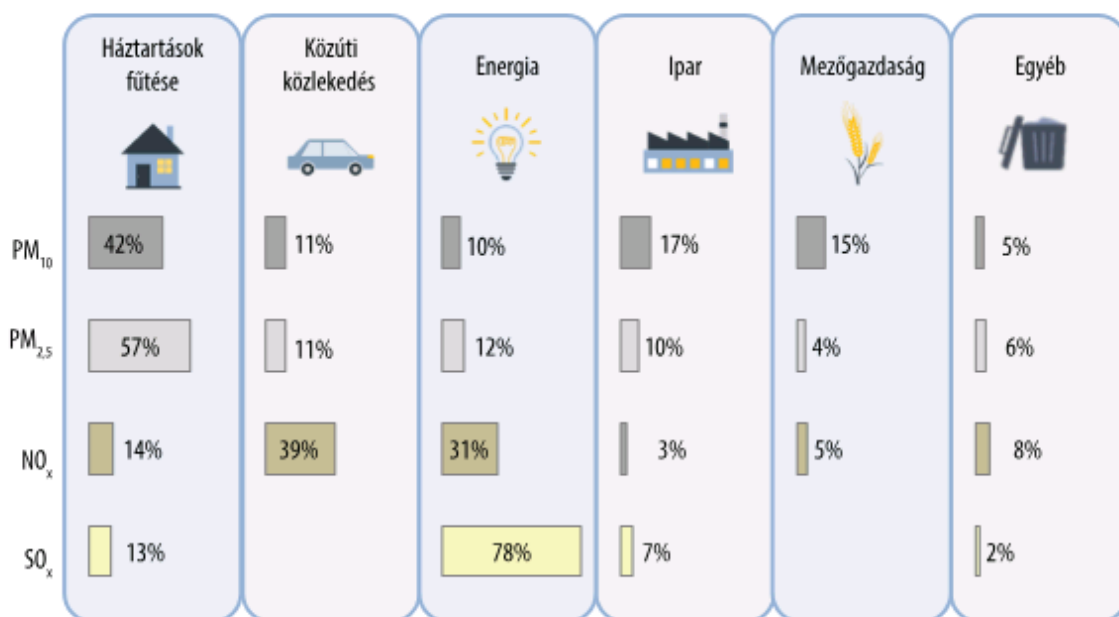 Háztartások
fűtése
Közúti
közlekedés
Energia
Ipar
Mezőgazdaság
Egyéb
PM10 42% 11% 10% 17% 15% 5%
PM2,5 57% 11% 12% 10% 4% 6%
NOx 14% 39% 31% 3% 5% 8%
SOx 13% 78% 7% 2%